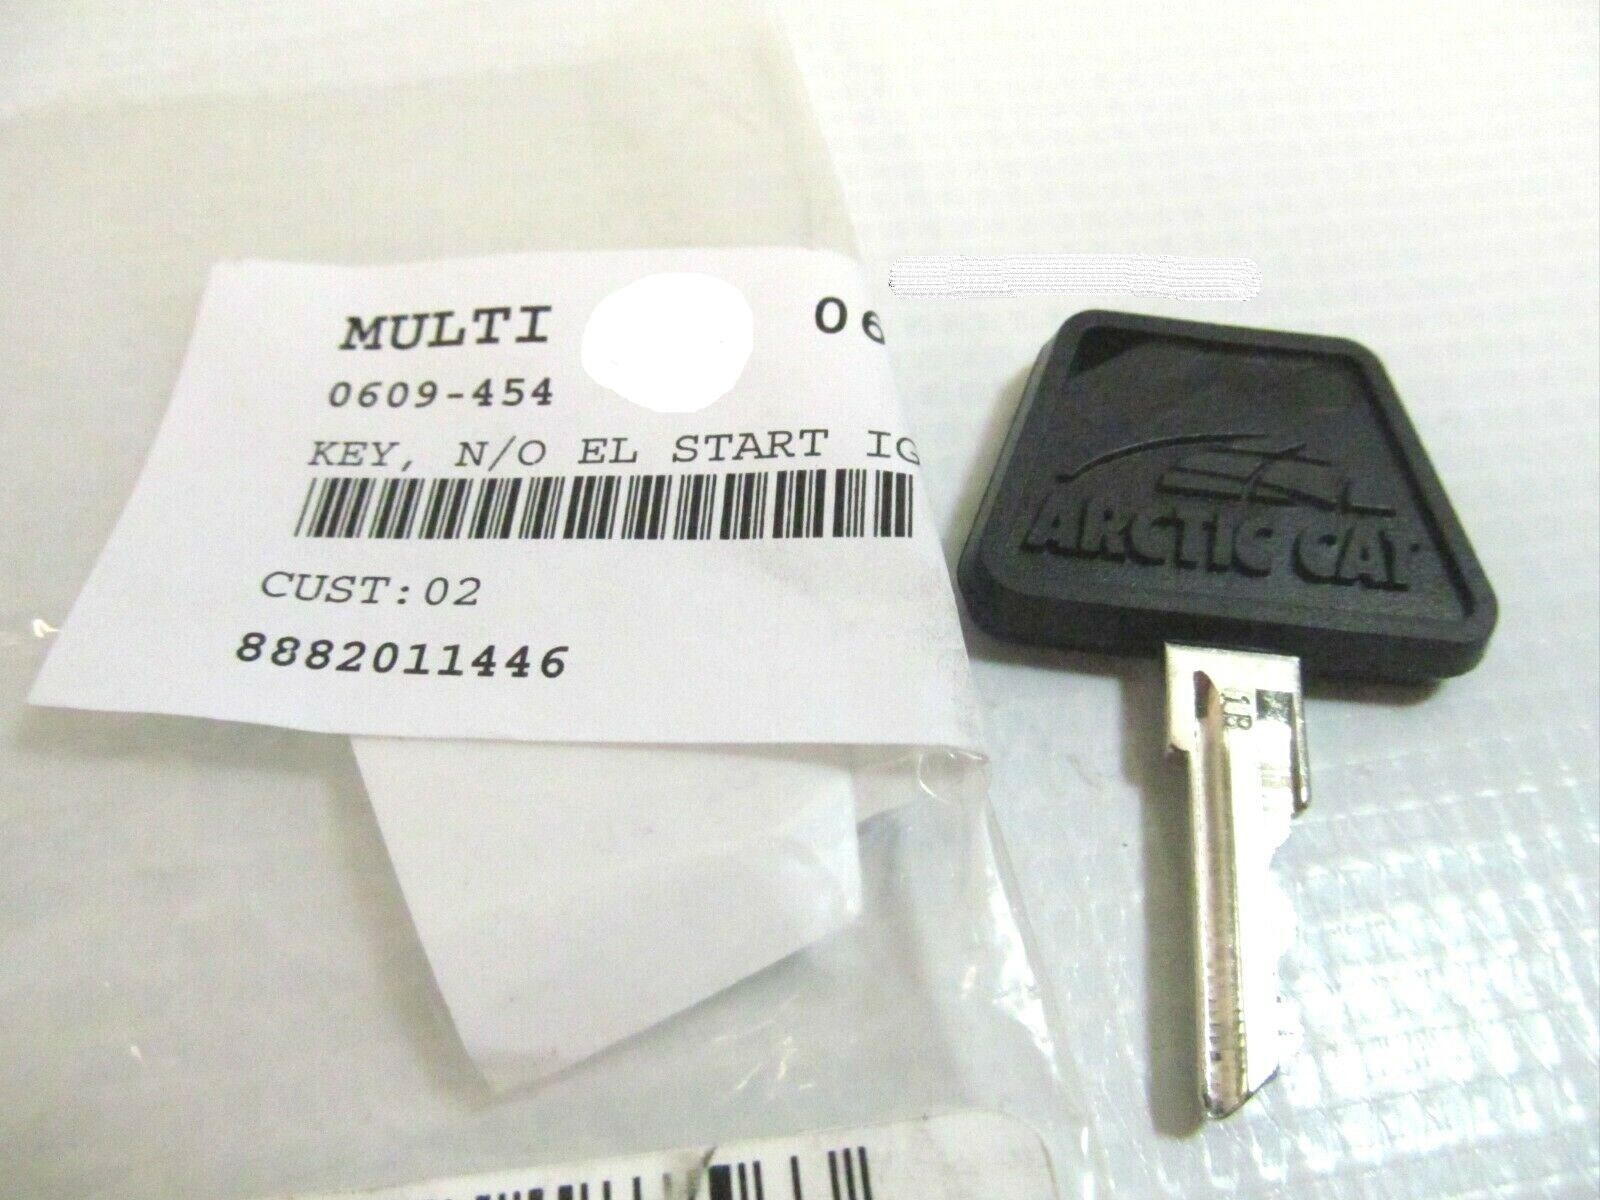 MULTI 06
0609-454
KEY, N/O EL START IG
CUST:02
8882011446
ARCTIC CAT